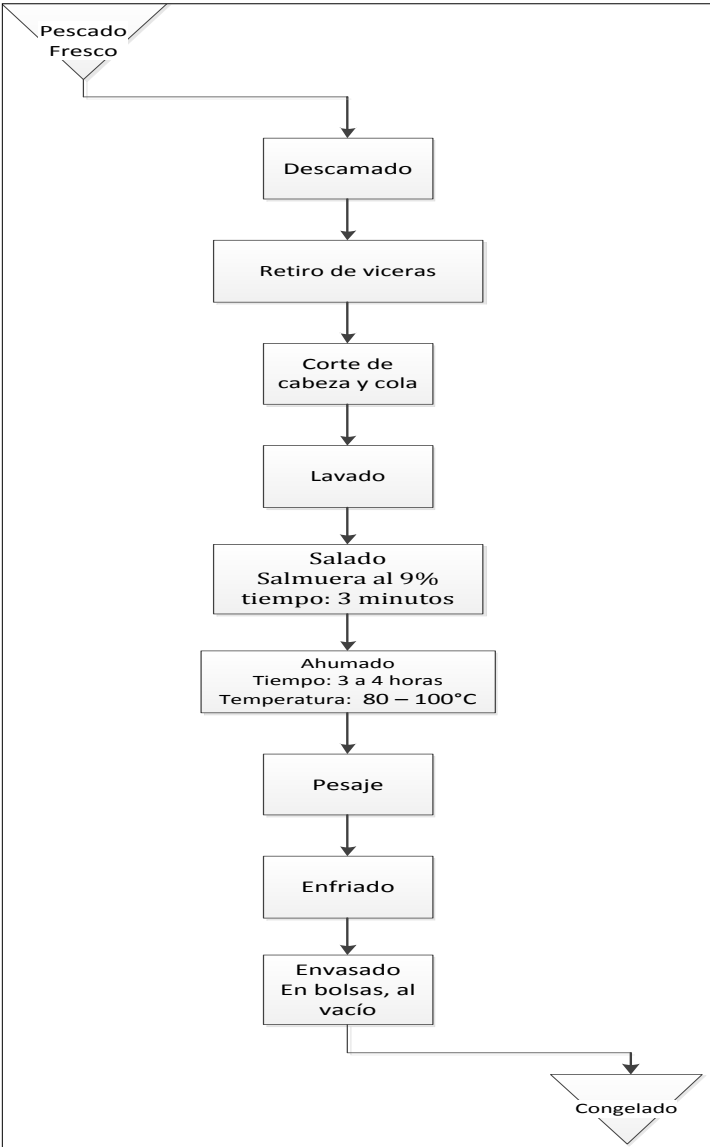 Pescado
Fresco
Descamado
Retiro de viceras
Corte de
cabeza y cola
Lavado
Salado
Salmuera al 9%
tiempo: 3 minutos
Ahumado
Tiempo: 3 a 4 horas
Temperatura: 80 – 100°C
Pesaje
Enfriado
Envasado
En bolsas, al
vacío
Congelado